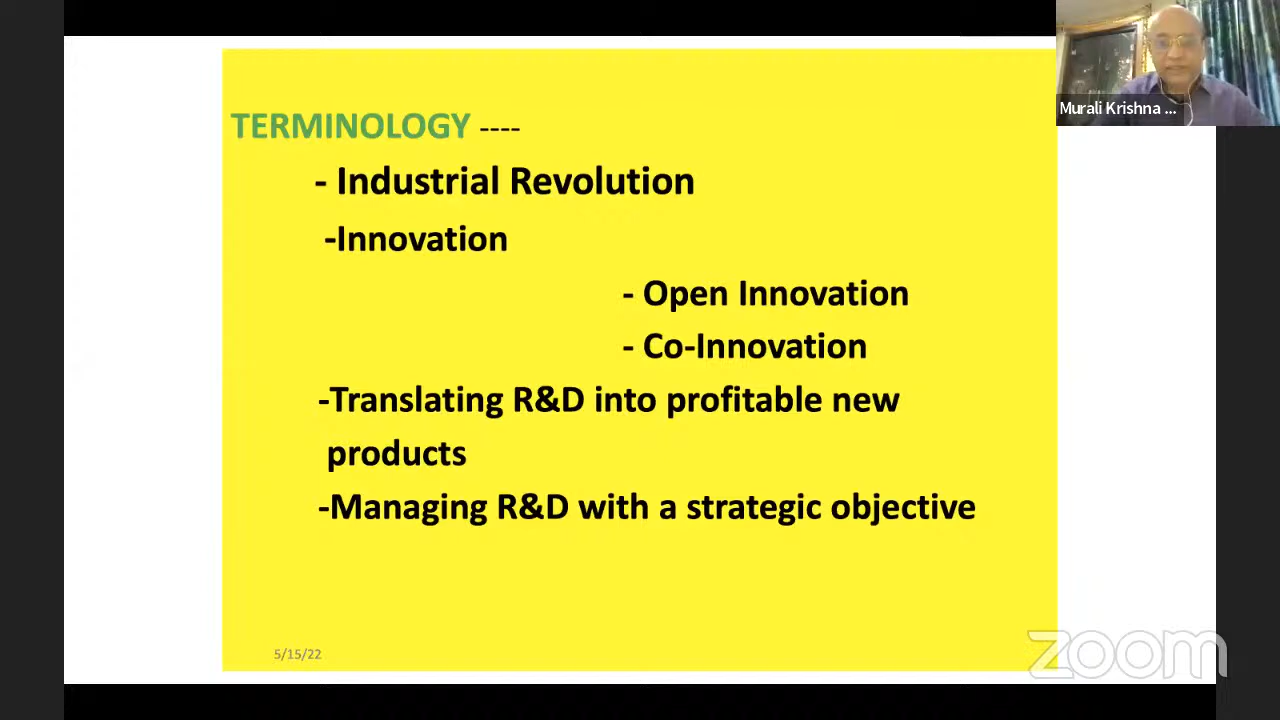 Murali Krishna ...
TERMINOLOGY ----
- Industrial Revolution
-Innovation
- Open Innovation
- Co-Innovation
-Translating R&D into profitable new
products
-Managing R&D with a strategic objective
5/15/22
zoom